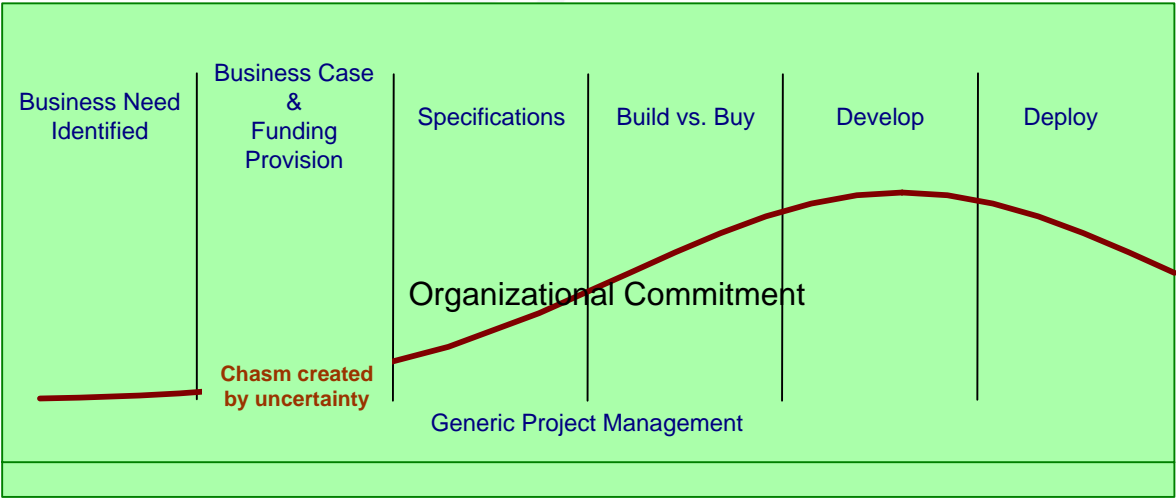 Business Need
Identified
Business Case
&
Funding
Provision
Specifications
Build vs. Buy
Develop
Deploy
Organizational Commitment
Chasm created
by uncertainty
Generic Project Management